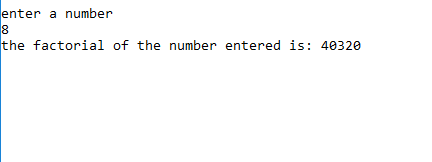 enter a number
8
the factorial of the number entered is: 40320